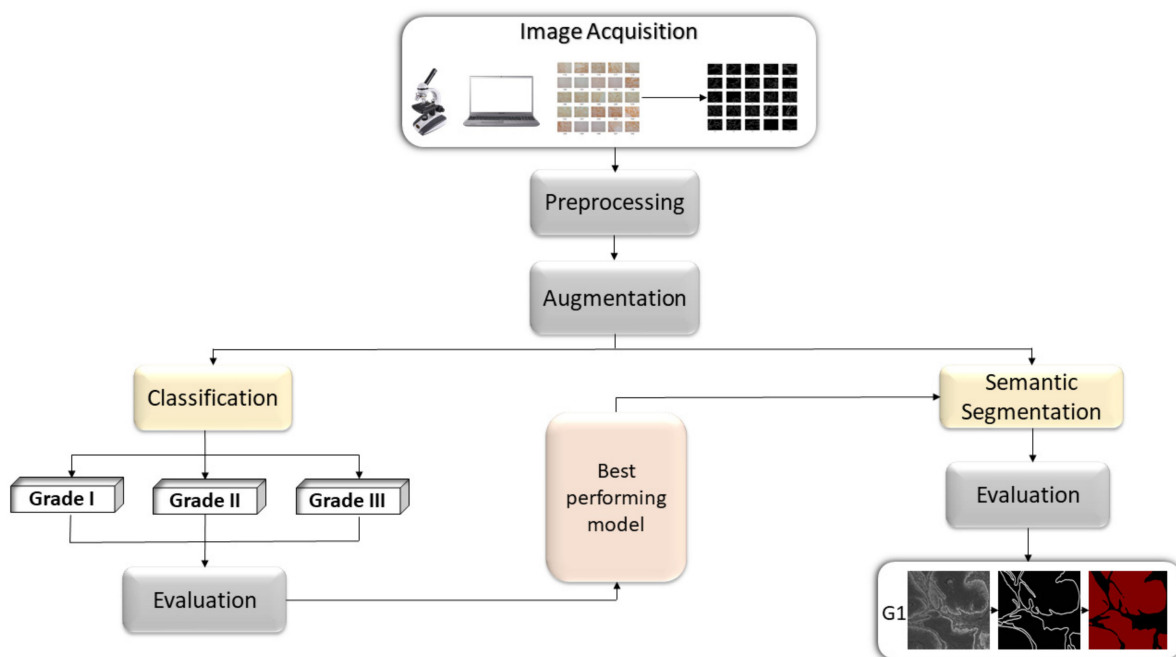 Image Acquisition
Preprocessing
Augmentation
Classification
Semantic
Segmentation
Grade I
Grade II
Grade III
Best
performing
model
Evaluation
Evaluation
G1